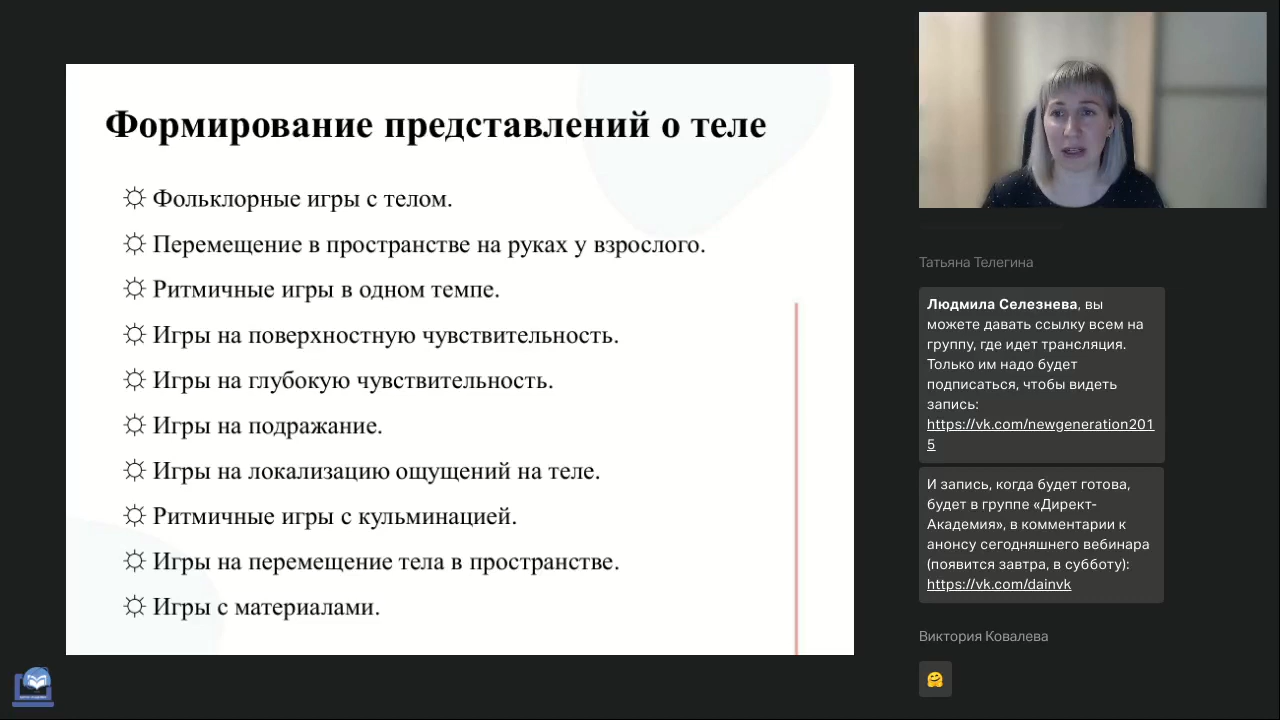 Формирование представлений о теле
Фольклорные игры с телом.
Перемещение в пространстве на руках у взрослого.
Ритмичные игры в одном темпе.
Игры на поверхностную чувствительность.
Игры на глубокую чувствительность.
Игры на подражание.
Игры на локализацию ощущений на теле.
Ритмичные игры с кульминацией.
Игры на перемещение тела в пространстве.
Игры с материалами.
Татьяна Телегина
Людмила Селезнева, вы
можете давать ссылку всем на
группу, где идет трансляция.
Только им надо будет
подписаться, чтобы видеть
запись:
https://vk.com/newgeneration201
5
И запись, когда будет готова,
будет в группе «Директ-
Академия», в комментарии к
анонсу сегодняшнего вебинара
(появится завтра, в субботу):
https://vk.com/dainvk
Виктория Ковалева